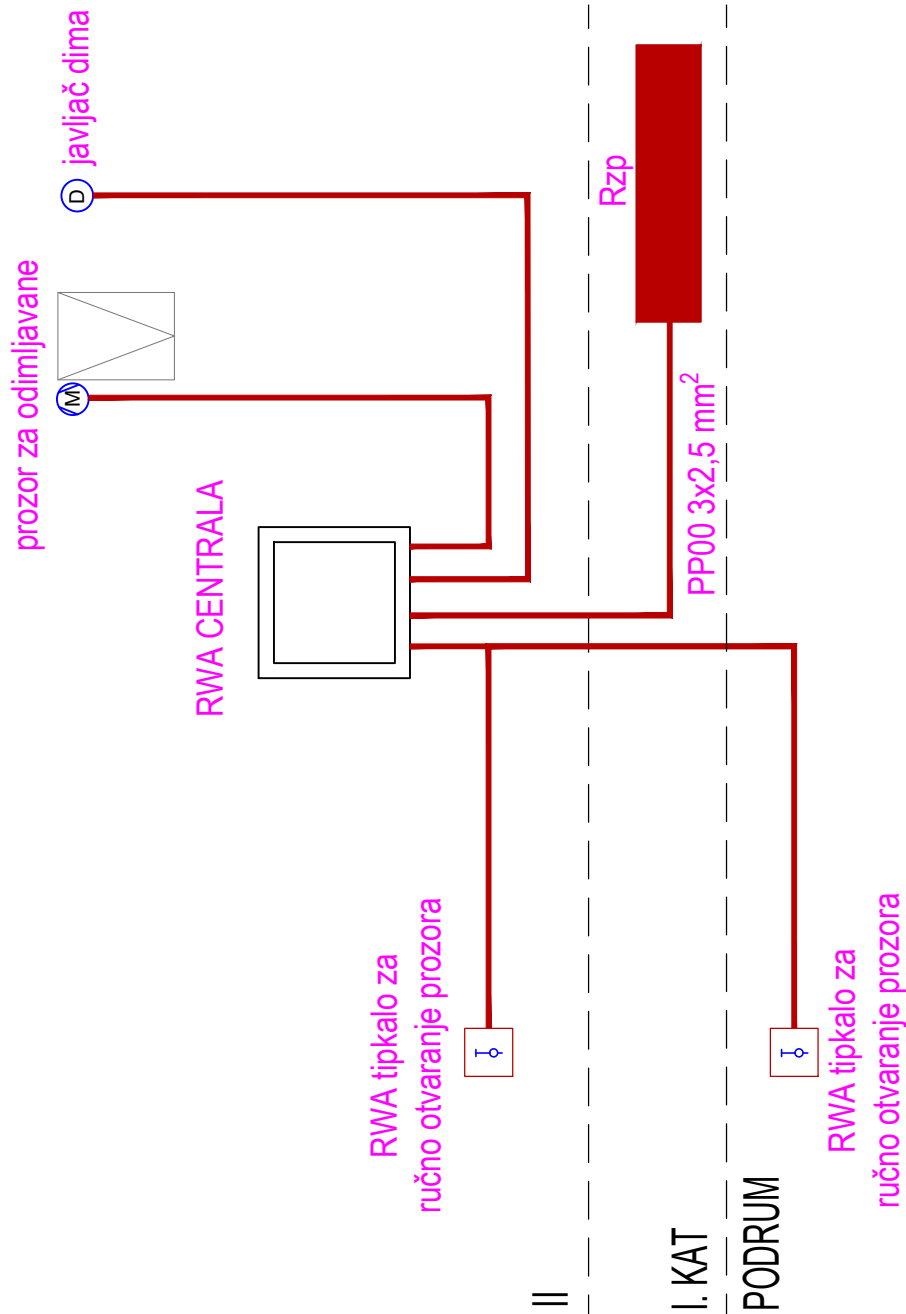 prozor za odimljavane
M
D
javljač dima
RWA CENTRALA
RWA tipkalo za
ručno otvaranje prozora
II
Rzp
PP00 3x2,5 mm²
I. KAT
PODRUM
RWA tipkalo za
ručno otvaranje prozora